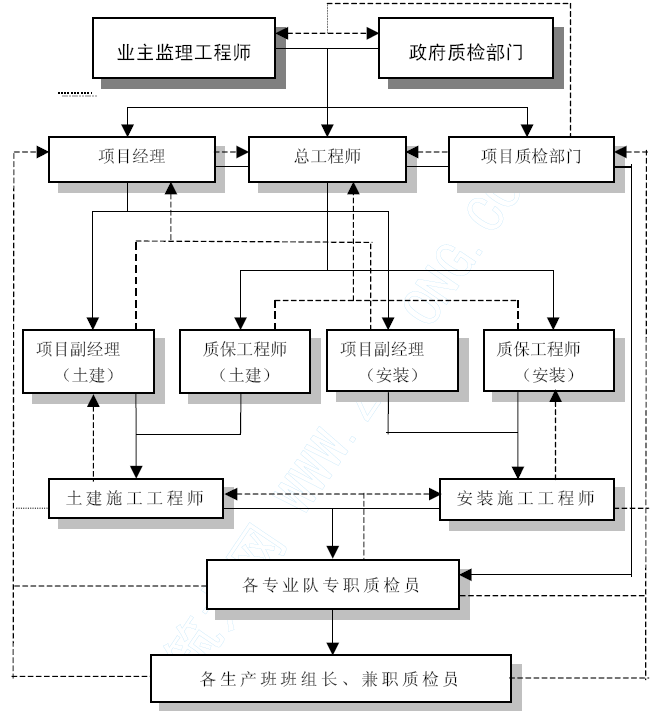 业主监理工程师
政府质检部门
项目经理
总工程师
项目质检部门
项目副经理
（土建）
质保工程师
（土建）
项目副经理
（安装）
质保工程师
（安装）
土建施工工程师
安装施工工程师
各专业队专职质检员
各生产班班组长、兼职质检员